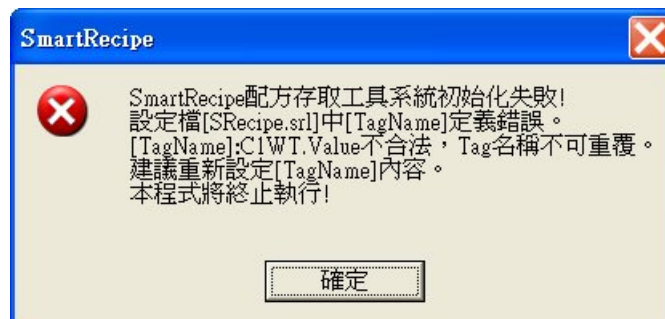 SmartRecipe
SmartRecipe配方存取工具系統初始化失敗!
設定檔[SRecipe.srl]中[TagName]定義錯誤。
[TagName]:C1WT.Value不合法，Tag名稱不可重覆。
建議重新設定[TagName]內容。
本程式將終止執行!
確定